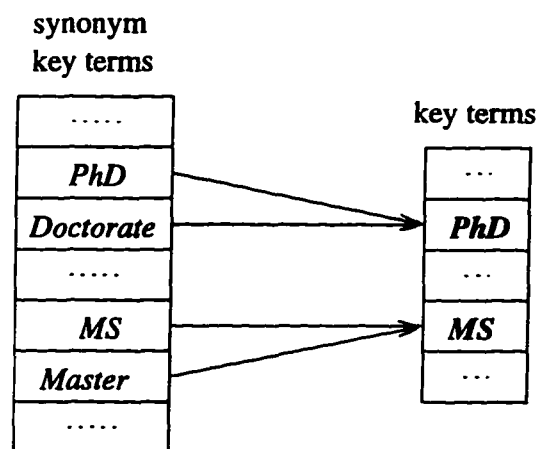 synonym
key terms
.....
PhD
Doctorate
.....
MS
Master
.....
key terms
...
PhD
...
MS
...